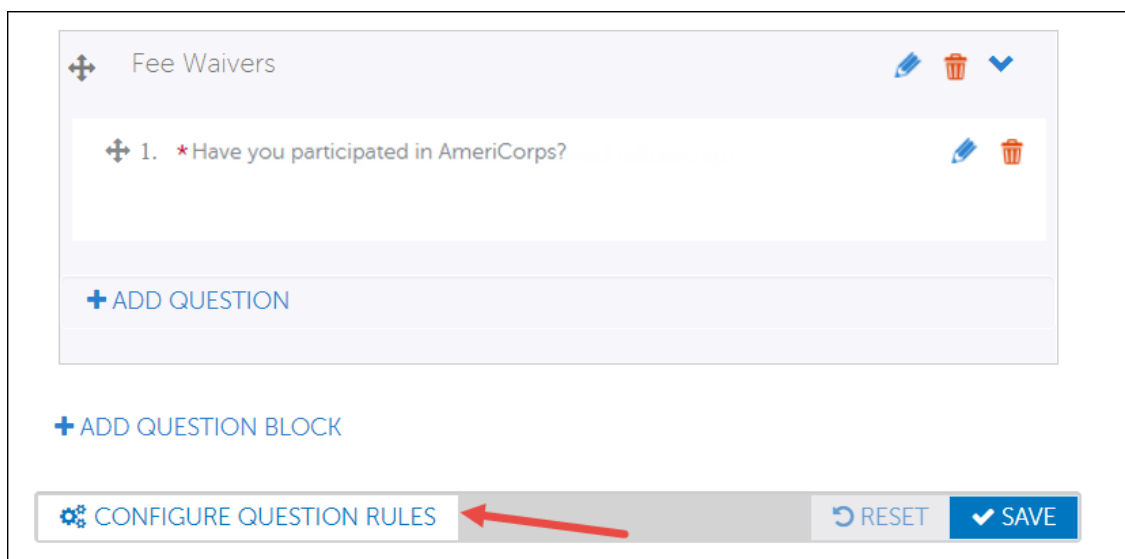 Fee Waivers
1. *Have you participated in AmeriCorps?
+ ADD QUESTION
+ ADD QUESTION BLOCK
CONFIGURE QUESTION RULES RESET SAVE